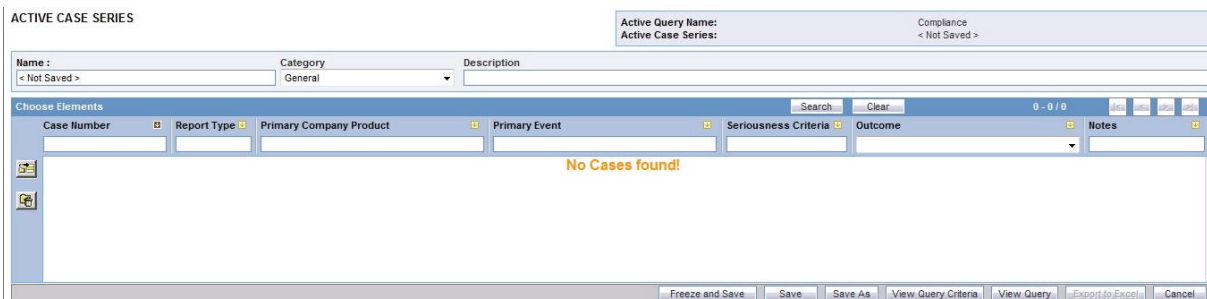 ACTIVE CASE SERIES
Active Query Name: Compliance
Active Case Series: < Not Saved >
Name : Category Description
< Not Saved > General
Choose Elements Search Clear 0 - 0 / 0
Case Number Report Type Primary Company Product Primary Event Seriousness Criteria Outcome Notes
No Cases found!
Freeze and Save Save Save As View Query Criteria View Query Export to Excel Cancel